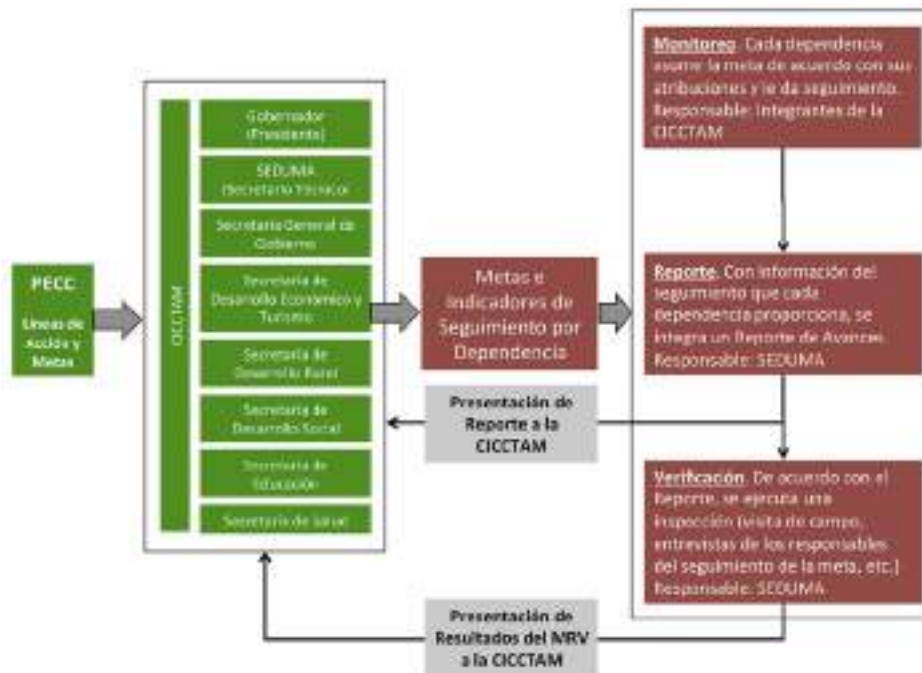 PECC
Líneas de
Acción y
Metas
CICCTAM
Gobernador
(Presidente)
SEDUMA
(Secretario Técnico)
Secretaría General de
Gobierno
Secretaría de
Desarrollo Económico y
Turismo
Secretaría de
Desarrollo Rural
Secretaría de
Desarrollo Social
Secretaría de
Educación
Secretaría de Salud
Metas e
Indicadores de
Seguimiento por
Dependencia
Presentación de
Reporte a la
CICCTAM
Presentación de
Resultados del MRV
a la CICCTAM
Monitoreo. Cada dependencia
asume la meta de acuerdo con sus
atribuciones y le da seguimiento.
Responsable: Integrantes de la
CICCTAM
Reporte. Con información del
seguimiento que cada
dependencia proporciona, se
integra un Reporte de Avances.
Responsable: SEDUMA
Verificación. De acuerdo con el
Reporte, se ejecuta una
inspección (visita de campo,
entrevistas de los responsables
del seguimiento de la meta, etc.)
Responsable: SEDUMA